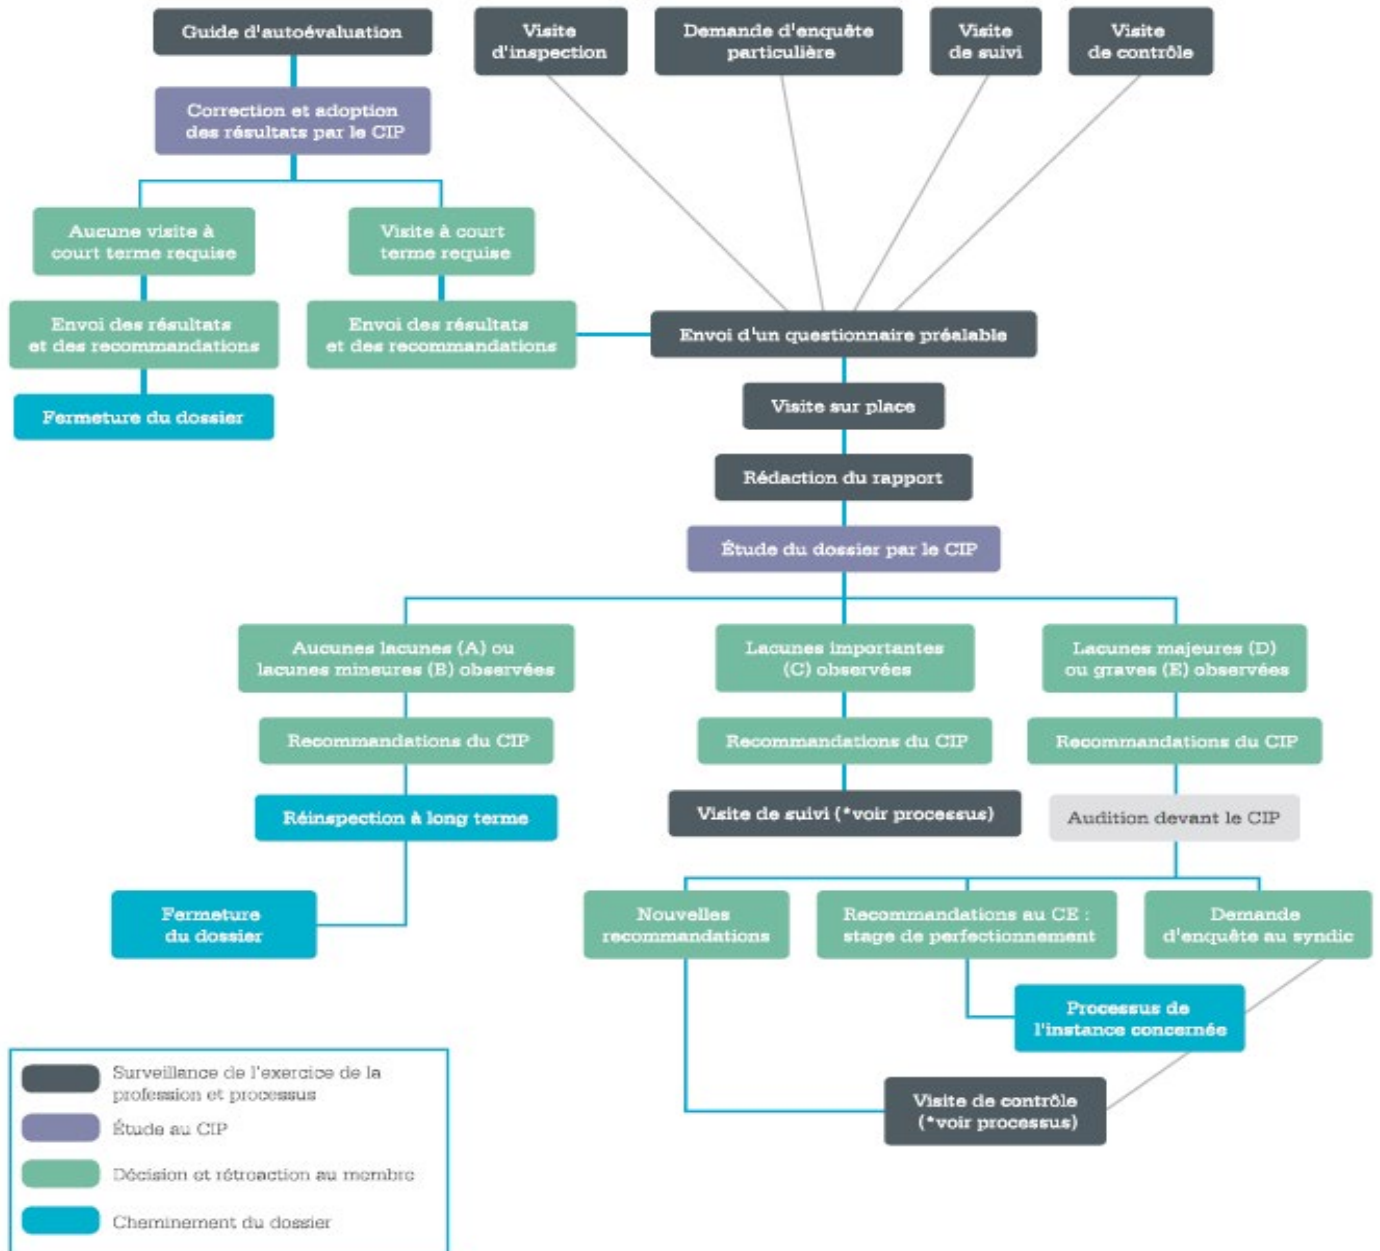 Guide d'autoévaluation
Visite
d'inspection
Demande d'enquête
particulière
Visite
de suivi
Visite
de contrôle
Correction et adoption
des résultats par le CIP
Aucune visite à
court terme requise
Visite à court
terme requise
Envoi des résultats
et des recommandations
Envoi des résultats
et des recommandations
Envoi d'un questionnaire préalable
Fermeture du dossier
Visite sur place
Rédaction du rapport
Étude du dossier par le CIP
Aucunes lacunes (A) ou
lacunes mineures (B) observées
Lacunes importantes
(C) observées
Lacunes majeures (D)
ou graves (E) observées
Recommandations du CIP
Recommandations du CIP
Recommandations du CIP
Réinspection à long terme
Visite de suivi (*voir processus)
Audition devant le CIP
Fermeture
du dossier
Nouvelles
recommandations
Recommandations au CE :
stage de perfectionnement
Demande
d'enquête au syndic
Processus de
l'instance concernée
Visite de contrôle
(*voir processus)
Surveillance de l'exercice de la
profession et processus
Étude au CIP
Décision et rétroaction au membre
Cheminement du dossier